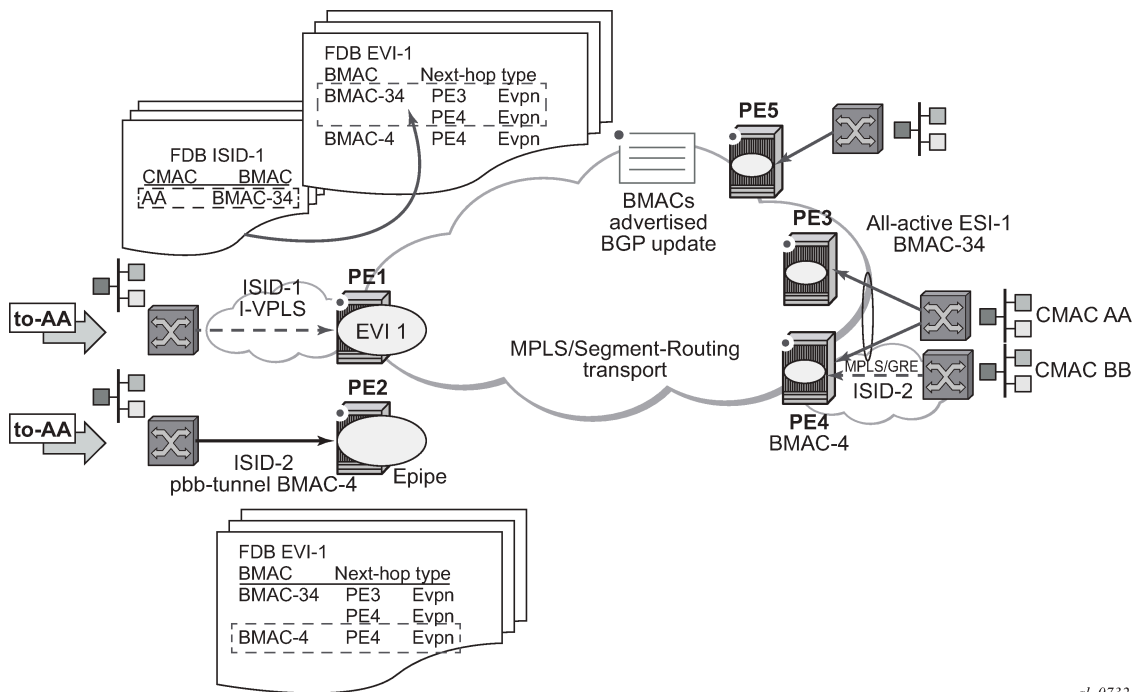 FDB EVI-1
BMAC Next-hop type
BMAC-34 PE3 Evpn
PE4 Evpn
BMAC-4 PE4 Evpn
FDB ISID-1
CMAC BMAC
AA BMAC-34
BMACs
advertised
BGP update
PE5
PE3
All-active ESI-1
BMAC-34
to-AA
ISID-1
I-VPLS
PE1
EVI 1
MPLS/Segment-Routing
transport
CMAC AA
MPLS/GRE
ISID-2
CMAC BB
PE4
BMAC-4
to-AA
ISID-2
pbb-tunnel BMAC-4
PE2
Epipe
FDB EVI-1
BMAC Next-hop type
BMAC-34 PE3 Evpn
PE4 Evpn
BMAC-4 PE4 Evpn